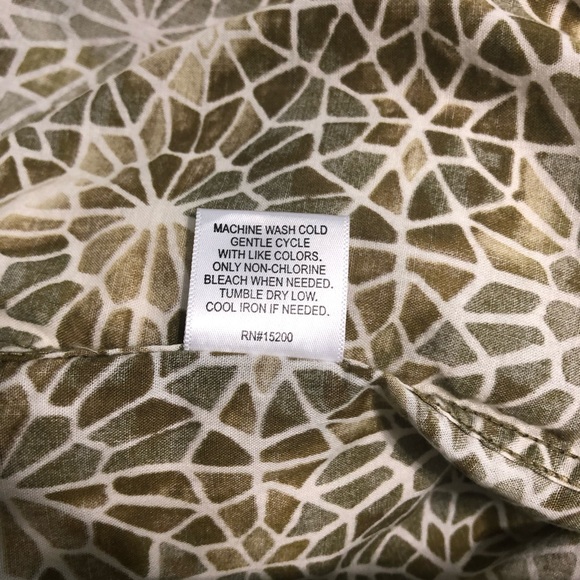 MACHINE WASH COLD
GENTLE CYCLE
WITH LIKE COLORS.
ONLY NON-CHLORINE
BLEACH WHEN NEEDED.
TUMBLE DRY LOW.
COOL IRON IF NEEDED.
RN#15200